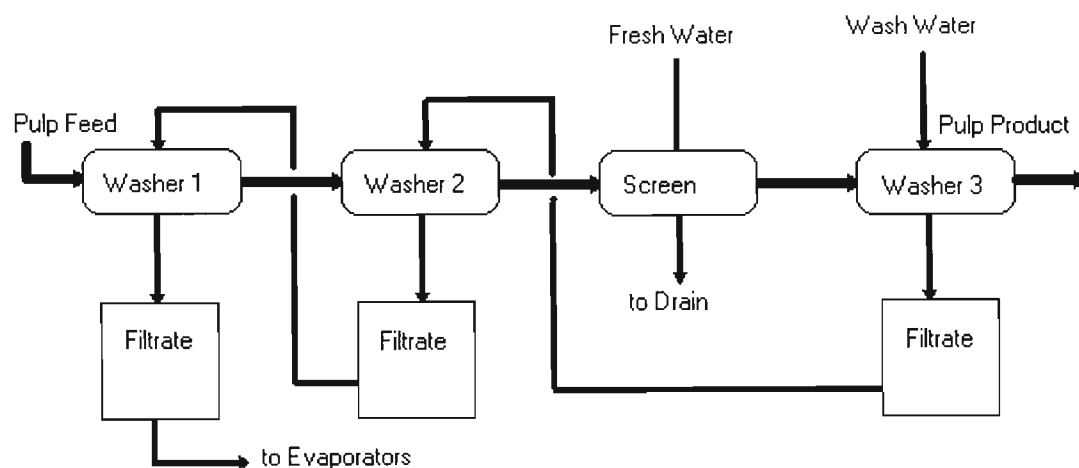 Fresh Water
Wash Water
Pulp Feed
Pulp Product
Washer 1
Washer 2
Screen
Washer 3
to Drain
Filtrate
Filtrate
Filtrate
to Evaporators